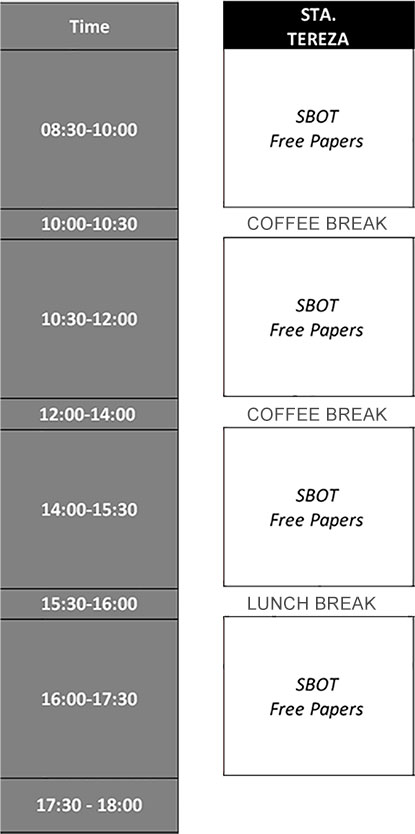 Time
STA.
TEREZA
08:30-10:00
SBOT
Free Papers
10:00-10:30
COFFEE BREAK
10:30-12:00
SBOT
Free Papers
12:00-14:00
COFFEE BREAK
14:00-15:30
SBOT
Free Papers
15:30-16:00
LUNCH BREAK
16:00-17:30
SBOT
Free Papers
17:30 - 18:00